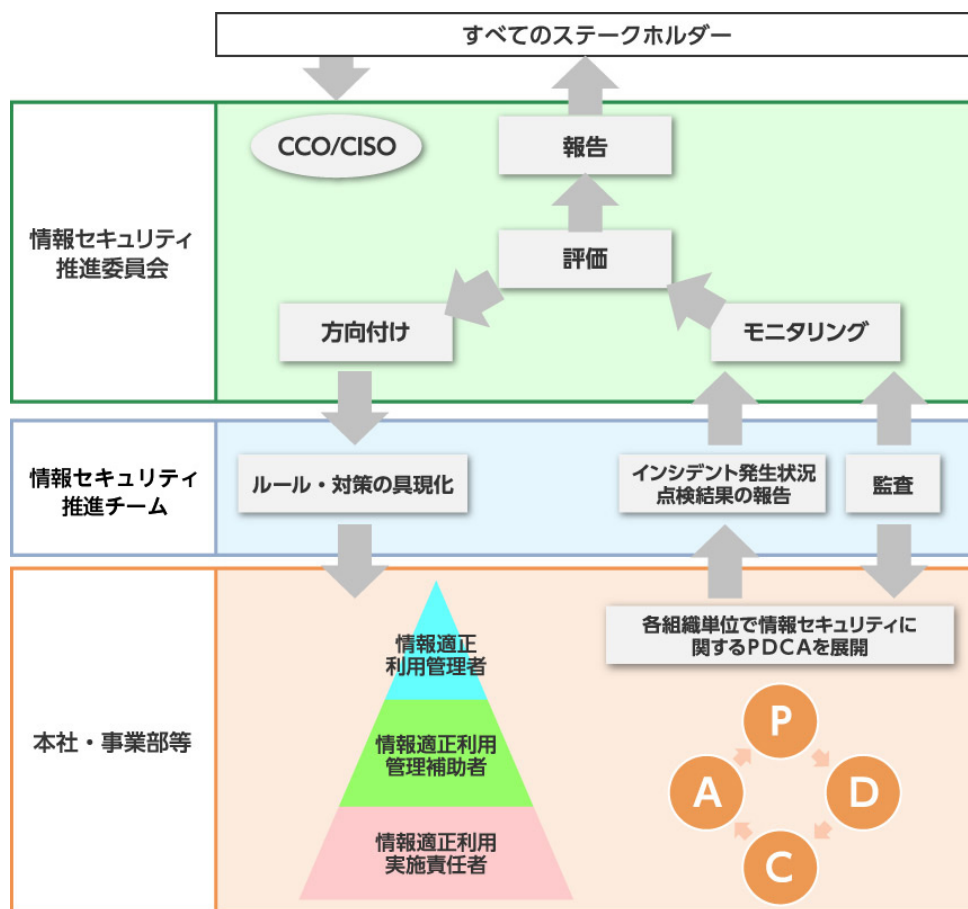 すべてのステークホルダー
情報セキュリティ
推進委員会
CCO/CISO
報告
評価
方向付け
モニタリング
情報セキュリティ
推進チーム
ルール・対策の具現化
インシデント発生状況
点検結果の報告
監査
本社・事業部等
情報適正
利用管理者
情報適正利用
管理補助者
情報適正利用
実施責任者
各組織単位で情報セキュリティに
関するPDCAを展開
P
D
C
A